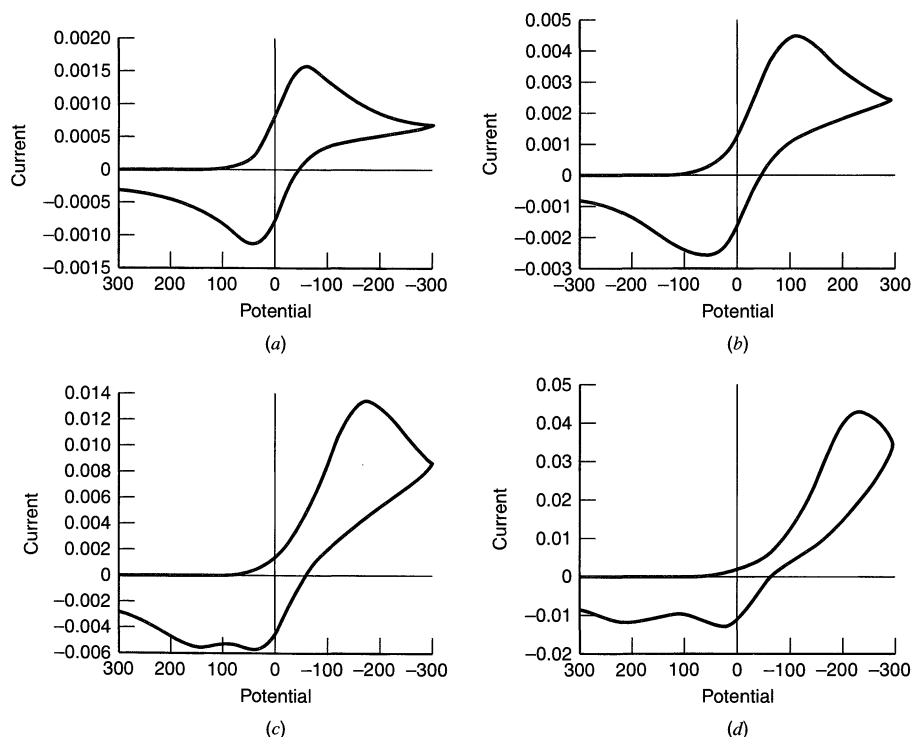 0.0020
0.0015
0.0010
0.0005
0
−0.0005
−0.0010
−0.0015
Current
300 200 100 0 −100 −200 −300
Potential
(a)
0.005
0.004
0.003
0.002
0.001
0
−0.001
−0.002
−0.003
Current
−300 −200 −100 0 100 200 300
Potential
(b)
0.014
0.012
0.010
0.008
0.006
0.004
0.002
0
−0.002
−0.004
−0.006
Current
300 200 100 0 −100 −200 −300
Potential
(c)
0.05
0.04
0.03
0.02
0.01
0
−0.01
−0.02
Current
300 200 100 0 −100 −200 −300
Potential
(d)